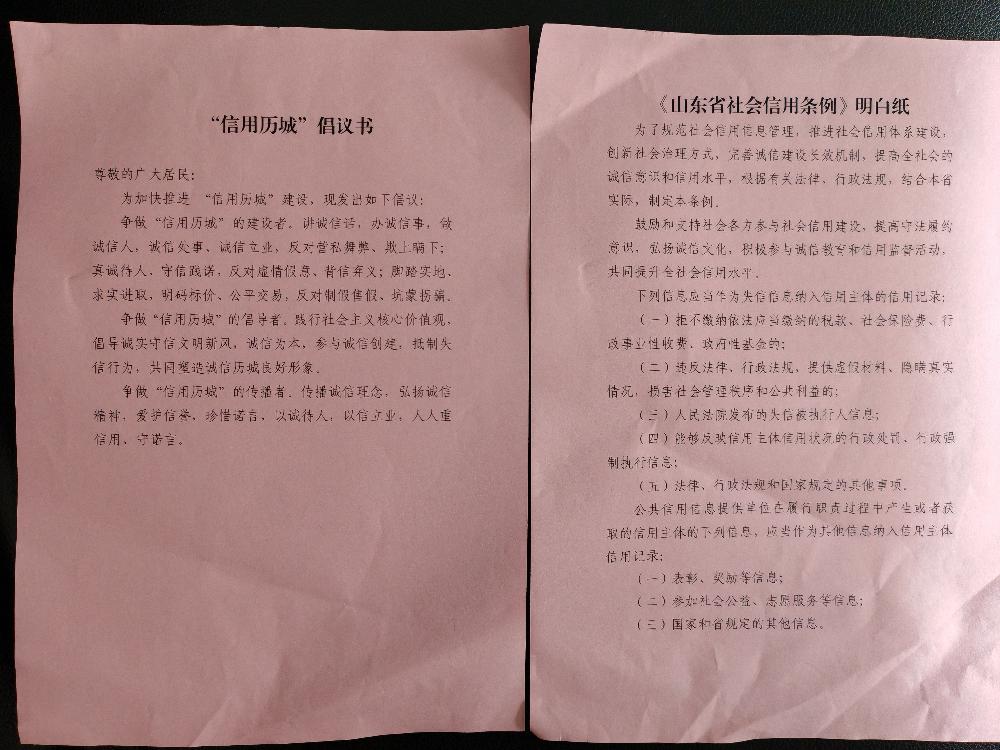 “信用历城”倡议书
尊敬的广大居民：
为加快推进 “信用历城”建设，现发出如下倡议：
争做“信用历城”的建设者。讲诚信话，办诚信事，做
诚信人，诚信处事、诚信立业，反对营私舞弊、欺上瞒下；
真诚待人，守信践诺，反对虚情假意、背信弃义；脚踏实地、
求实进取，明码标价、公平交易，反对制假售假、坑蒙拐骗。
争做“信用历城”的倡导者。践行社会主义核心价值观，
倡导诚实守信文明新风，诚信为本，参与诚信创建，抵制失
信行为，共同塑造诚信历城良好形象。
争做“信用历城”的传播者。传播诚信理念，弘扬诚信
精神，爱护信誉，珍惜诺言，以诚待人，以信立业，人人重
信用、守诺言。
《山东省社会信用条例》明白纸
为了规范社会信用信息管理，推进社会信用体系建设，
创新社会治理方式，完善诚信建设长效机制，提高全社会的
诚信意识和信用水平，根据有关法律、行政法规，结合本省
实际，制定本条例。
鼓励和支持社会各方参与社会信用建设，提高守法履约
意识，弘扬诚信文化，积极参与诚信教育和信用监督活动，
共同提升全社会信用水平。
下列信息应当作为失信信息纳入信用主体的信用记录：
（一）拒不缴纳依法应当缴纳的税款、社会保险费、行
政事业性收费、政府性基金的；
（二）违反法律、行政法规，提供虚假材料、隐瞒真实
情况，损害社会管理秩序和公共利益的；
（三）人民法院发布的失信被执行人信息；
（四）能够反映信用主体信用状况的行政处罚、行政强
制执行信息；
（五）法律、行政法规和国家规定的其他事项。
公共信用信息提供单位在履行职责过程中产生或者获
取的信用主体的下列信息，应当作为其他信息纳入信用主体
信用记录：
（一）表彰、奖励等信息；
（二）参加社会公益、志愿服务等信息；
（三）国家和省规定的其他信息。